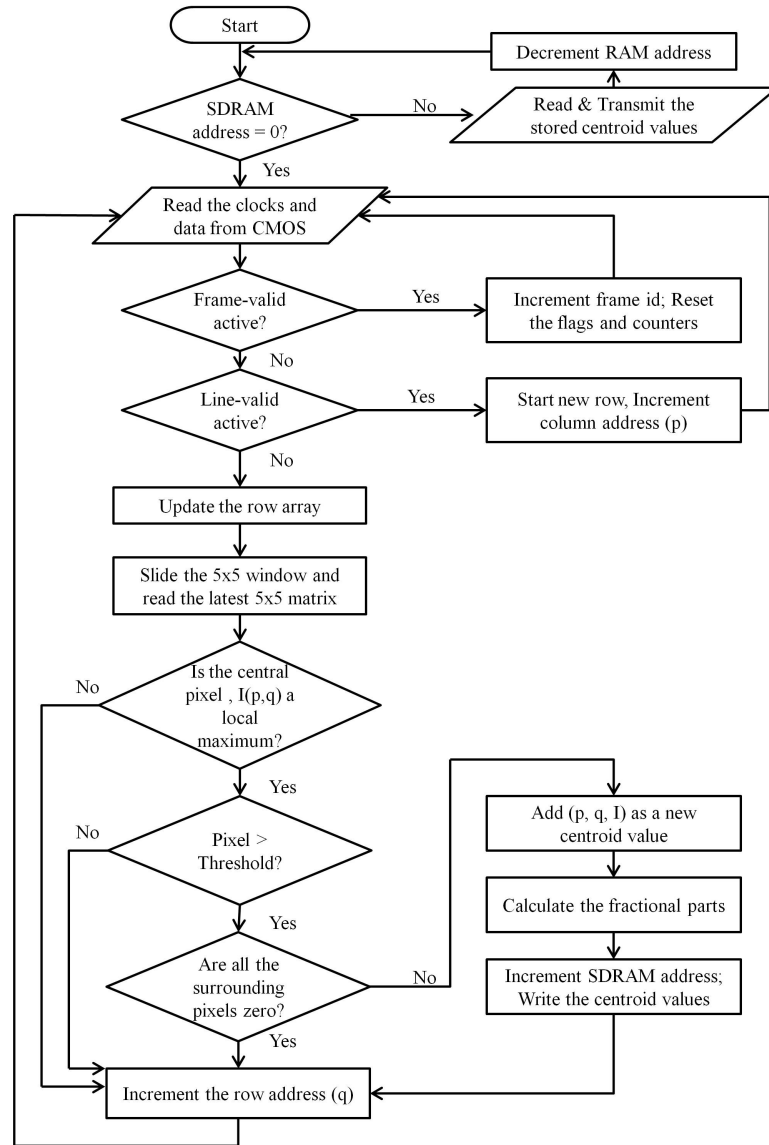 Start
Decrement RAM address
SDRAM
address = 0?
No
Read & Transmit the
stored centroid values
Yes
Read the clocks and
data from CMOS
Frame-valid
active?
Yes
Increment frame id; Reset
the flags and counters
No
Line-valid
active?
Yes
Start new row, Increment
column address (p)
No
Update the row array
Slide the 5x5 window and
read the latest 5x5 matrix
Is the central
pixel , I(p,q) a
local
maximum?
No
Yes
Pixel >
Threshold?
No
Yes
Add (p, q, I) as a new
centroid value
Calculate the fractional parts
Are all the
surrounding
pixels zero?
No
Increment SDRAM address;
Write the centroid values
Yes
Increment the row address (q)